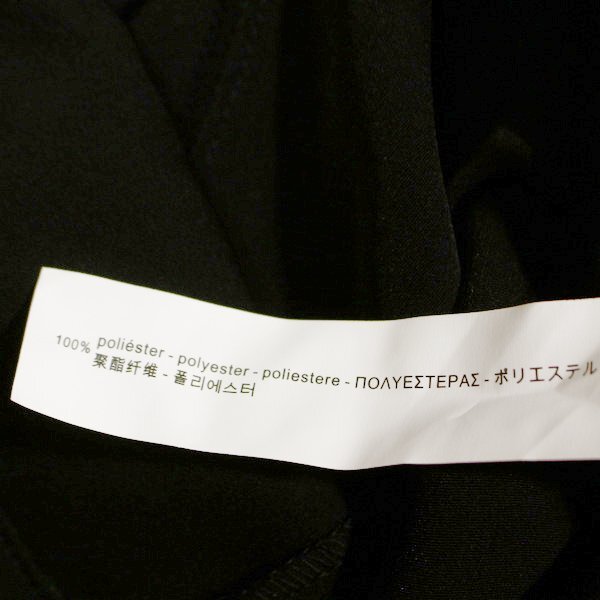 100% poliéster - polyester - poliestere - ΠΟΛΥΕΣΤΕΡΑΣ - ポリエステル
聚酯纤维 - 폴리에스터